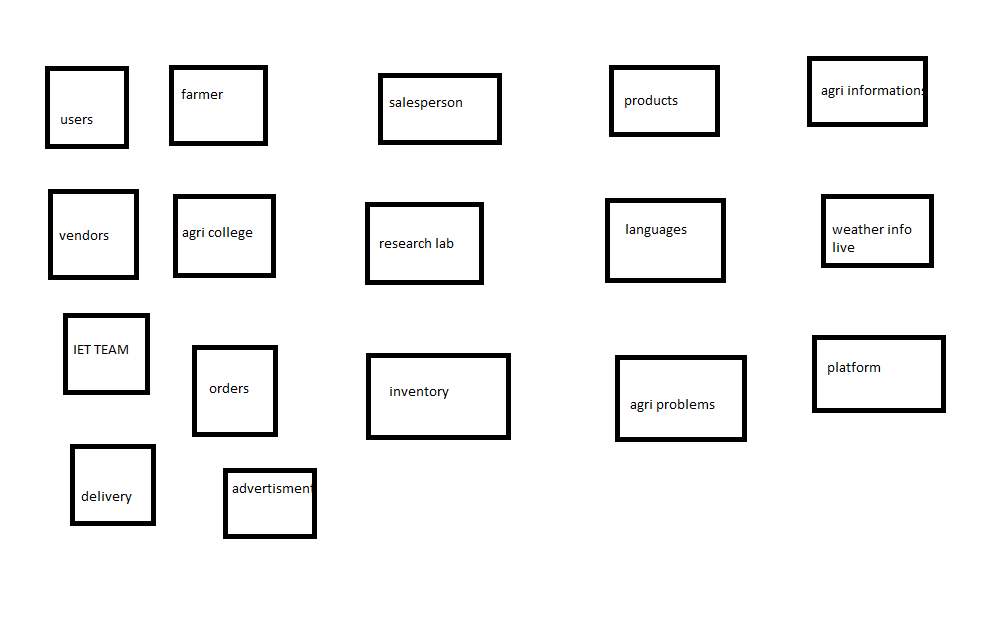 users
farmer
salesperson
products
agri informations
vendors
agri college
research lab
languages
weather info
live
IET TEAM
orders
inventory
agri problems
platform
delivery
advertisment